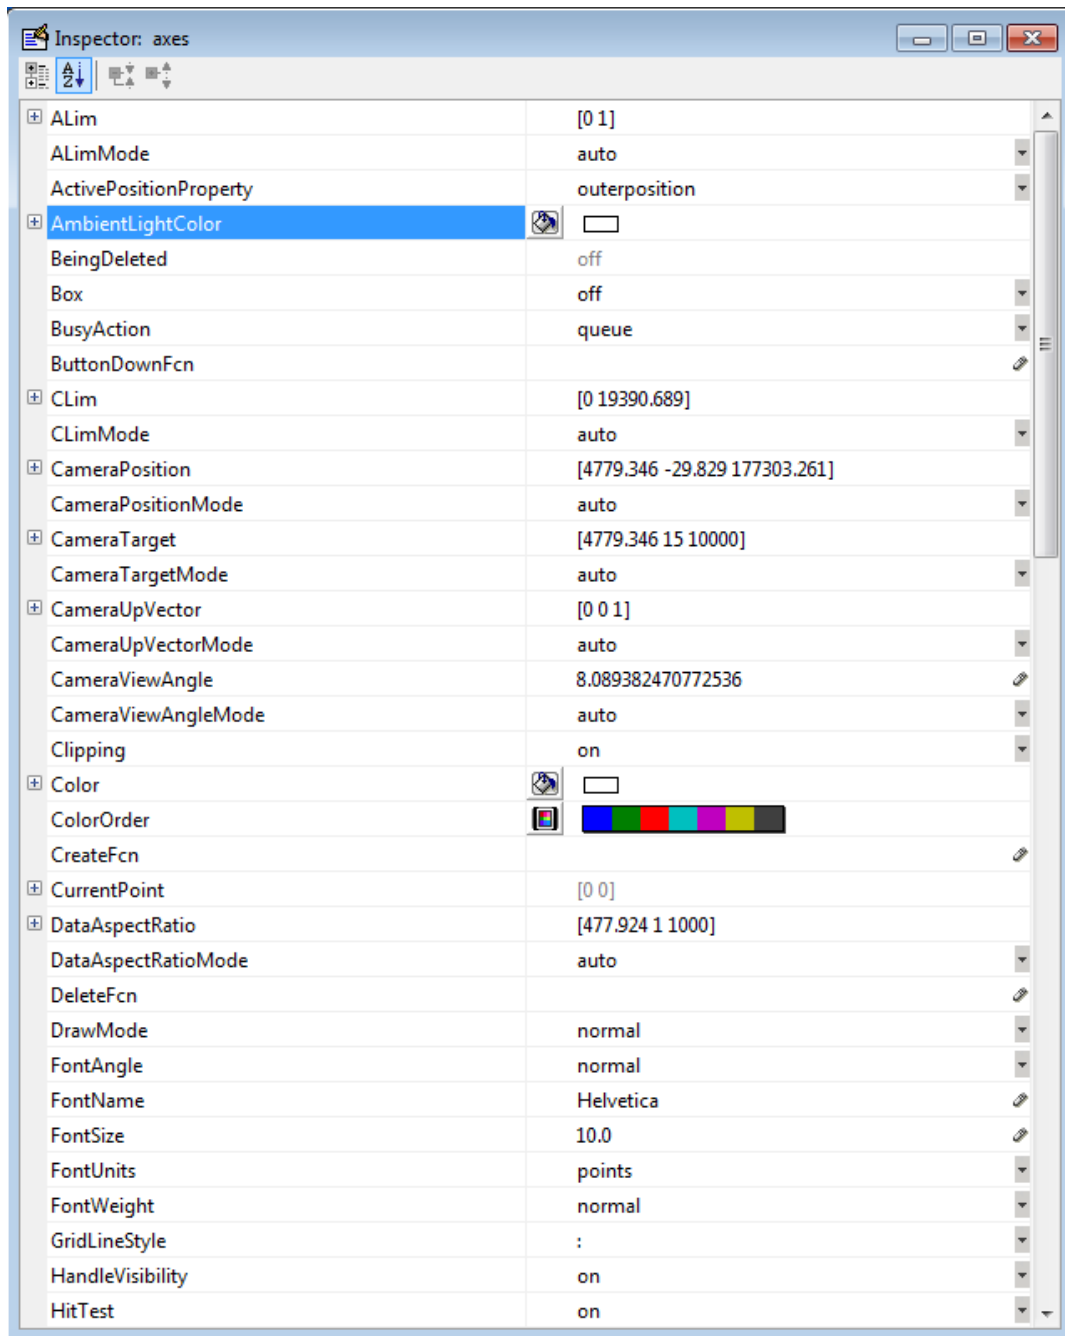 Inspector: axes
ALim [0 1]
ALimMode auto
ActivePositionProperty outerposition
AmbientLightColor
BeingDeleted off
Box off
BusyAction queue
ButtonDownFcn
CLim [0 19390.689]
CLimMode auto
CameraPosition [4779.346 -29.829 177303.261]
CameraPositionMode auto
CameraTarget [4779.346 15 10000]
CameraTargetMode auto
CameraUpVector [0 0 1]
CameraUpVectorMode auto
CameraViewAngle 8.089382470772536
CameraViewAngleMode auto
Clipping on
Color
ColorOrder
CreateFcn
CurrentPoint [0 0]
DataAspectRatio [477.924 1 1000]
DataAspectRatioMode auto
DeleteFcn
DrawMode normal
FontAngle normal
FontName Helvetica
FontSize 10.0
FontUnits points
FontWeight normal
GridLineStyle :
HandleVisibility on
HitTest on